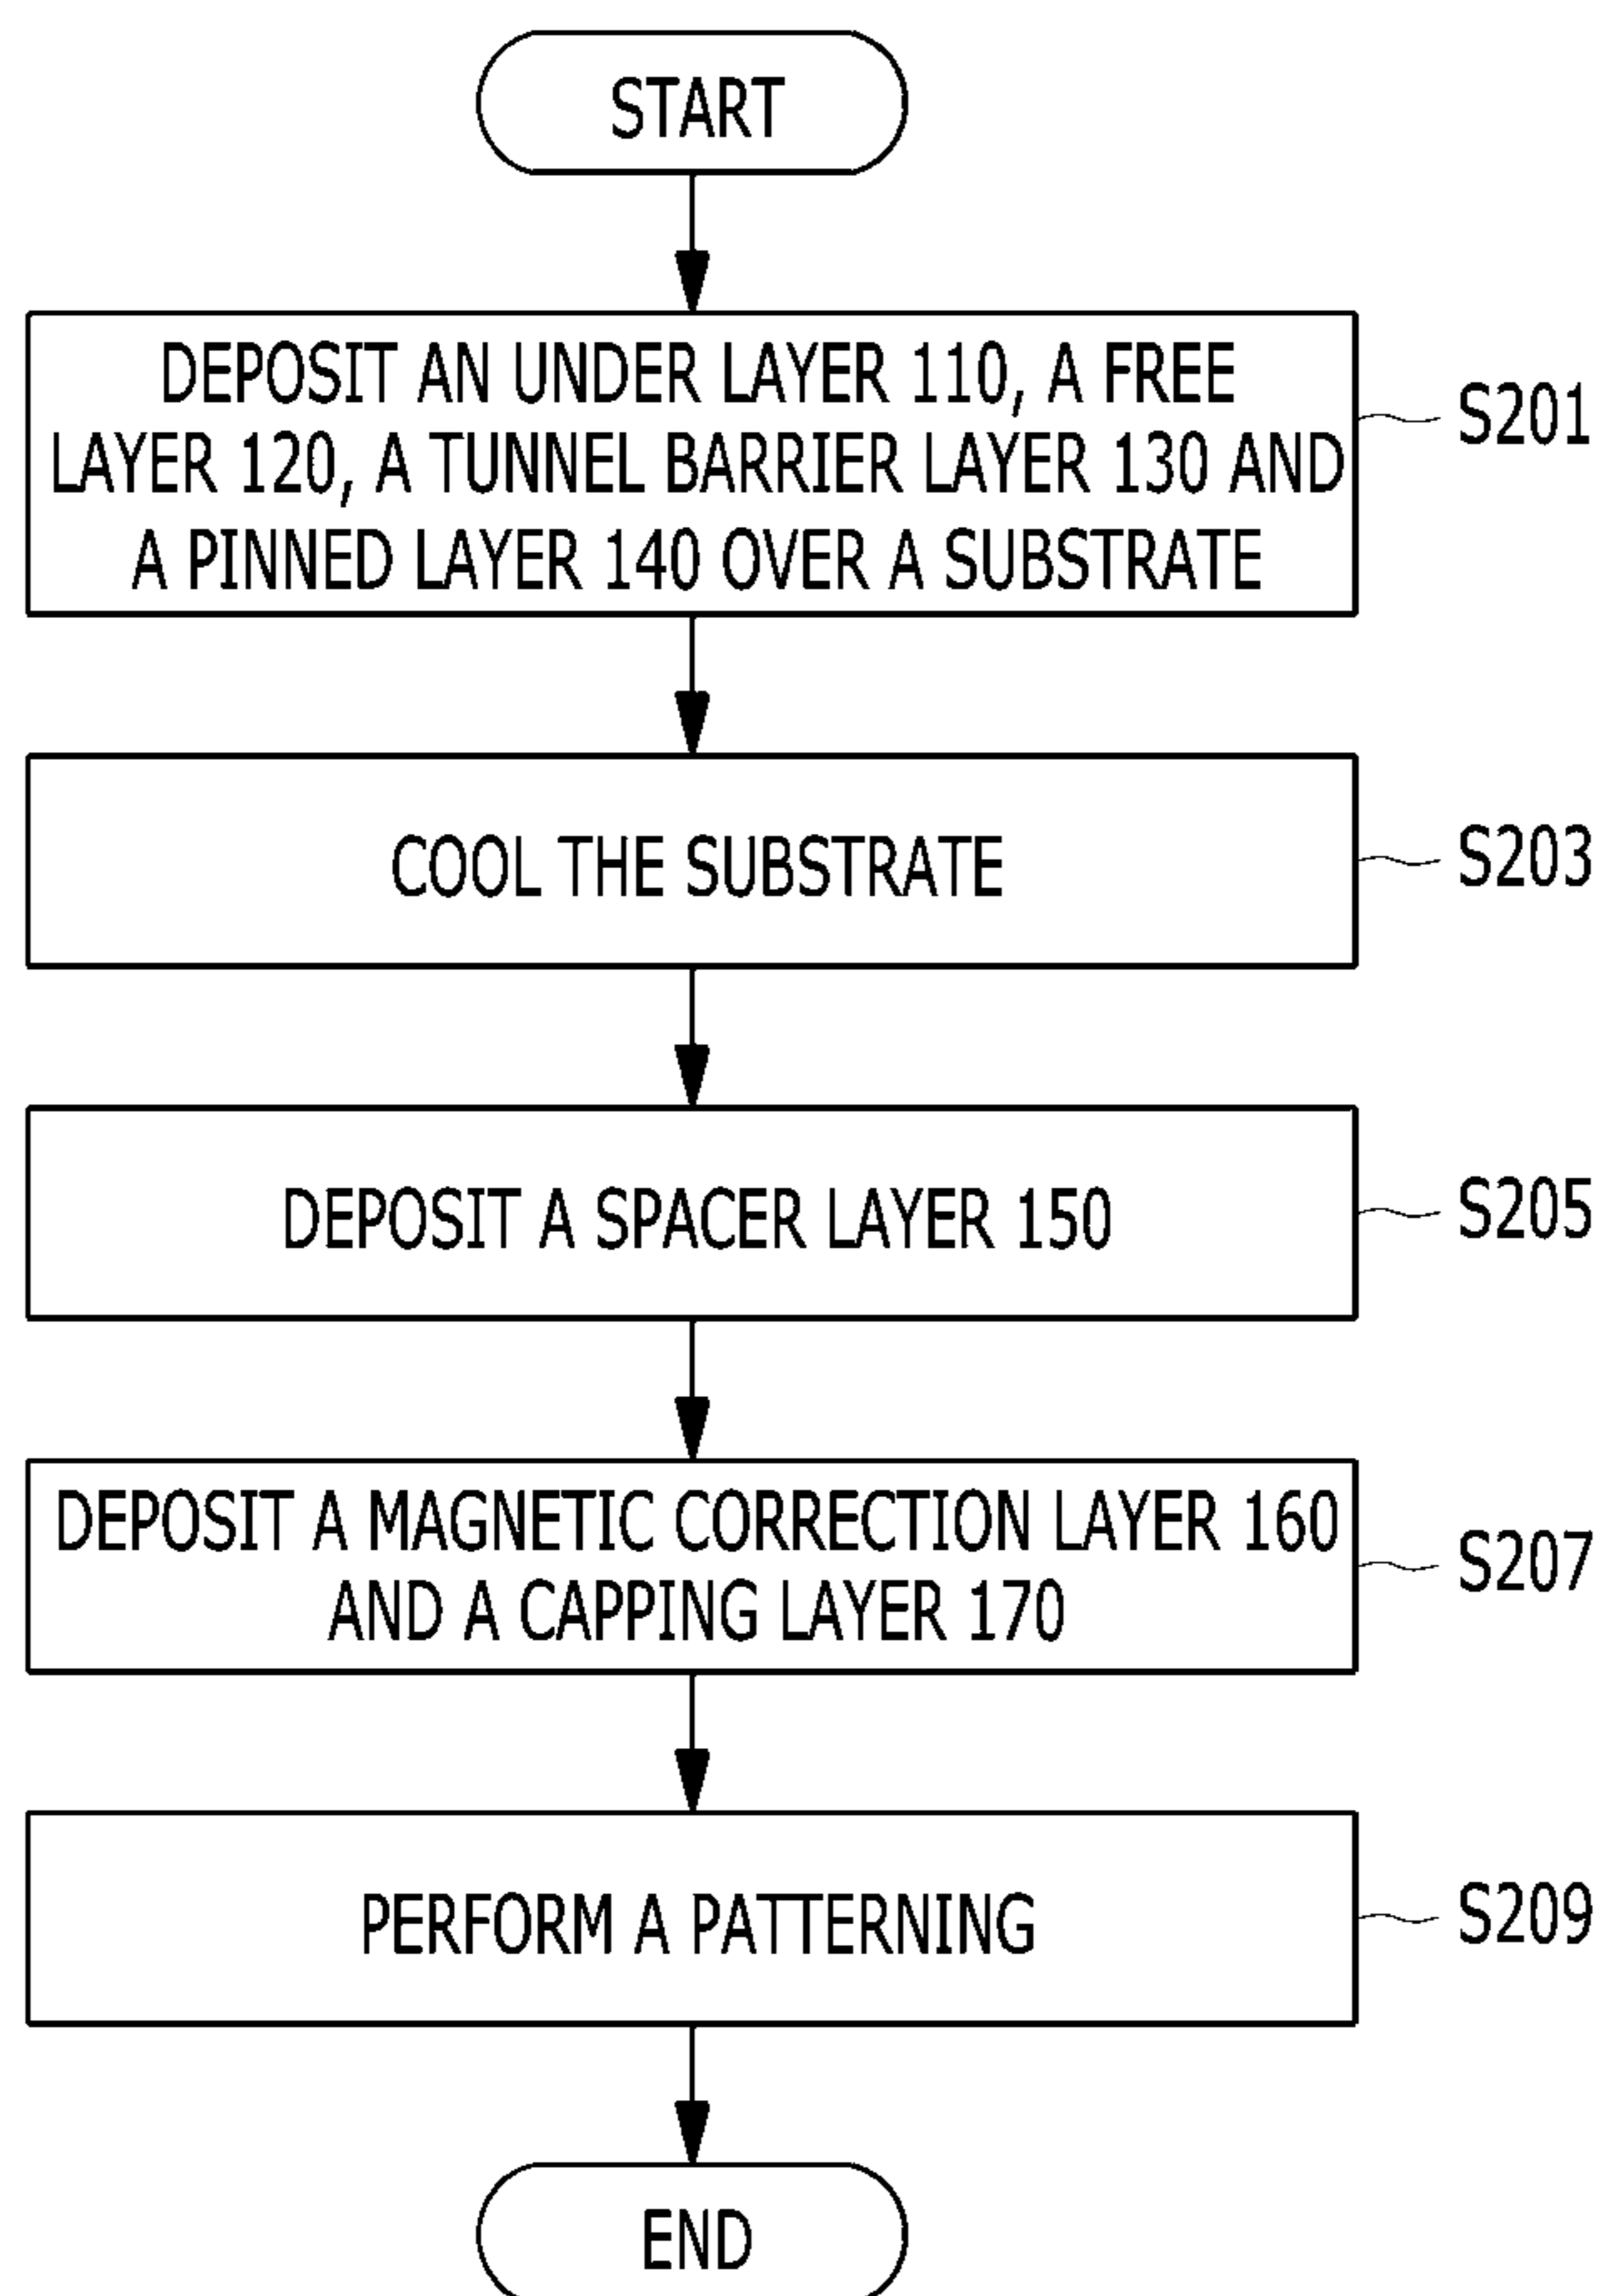 START
DEPOSIT AN UNDER LAYER 110, A FREE
LAYER 120, A TUNNEL BARRIER LAYER 130 AND
A PINNED LAYER 140 OVER A SUBSTRATE
S201
COOL THE SUBSTRATE
S203
DEPOSIT A SPACER LAYER 150
S205
DEPOSIT A MAGNETIC CORRECTION LAYER 160
AND A CAPPING LAYER 170
S207
PERFORM A PATTERNING
S209
END